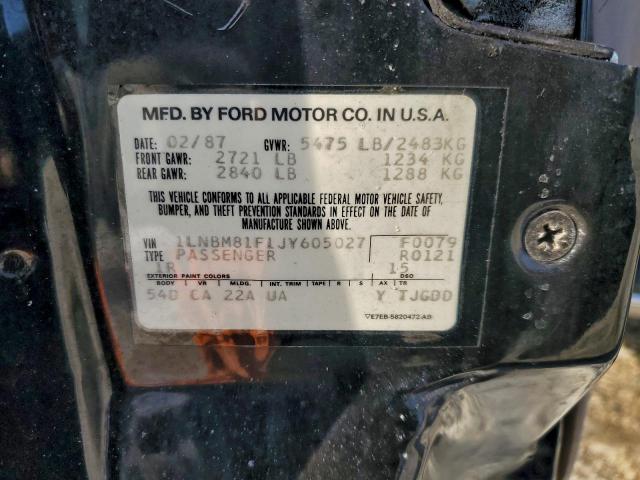 MFD. BY FORD MOTOR CO. IN U.S.A.
DATE: 02/87 GVWR: 5475 LB/2483KG
FRONT GAWR: 2721 LB 1234 KG
REAR GAWR: 2840 LB 1288 KG
THIS VEHICLE CONFORMS TO ALL APPLICABLE FEDERAL MOTOR VEHICLE SAFETY,
BUMPER, AND THEFT PREVENTION STANDARDS IN EFFECT ON THE DATE OF
MANUFACTURE SHOWN ABOVE.
VIN 1LNBM81F1JY605027 F0079
TYPE PASSENGER R0121
1R 15
EXTERIOR PAINT COLORS DSO
BODY VR MLDG. INT. TRIM TAPE R S AX TR
54D CA 22A UA Y TJGDD
▽E7EB-5820472-AB